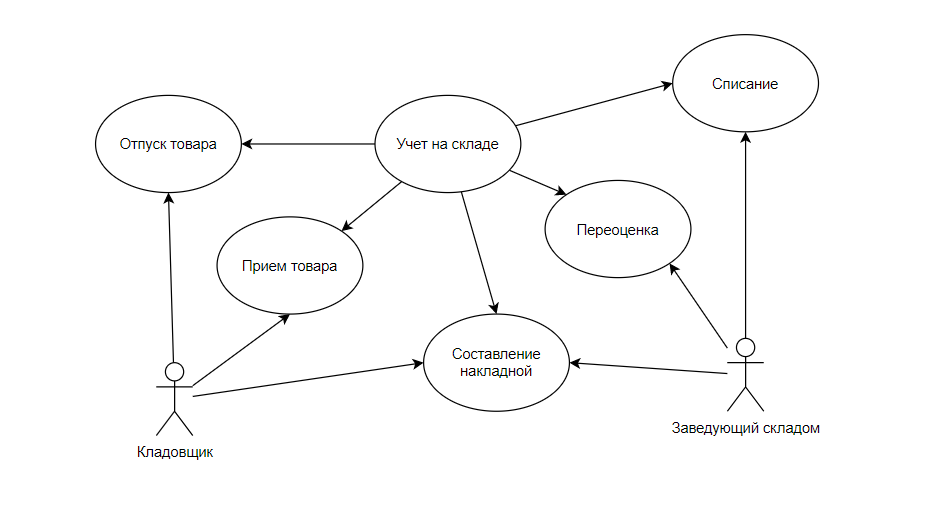 Списание
Отпуск товара
Учет на складе
Переоценка
Прием товара
Составление
накладной
Заведующий складом
Кладовщик